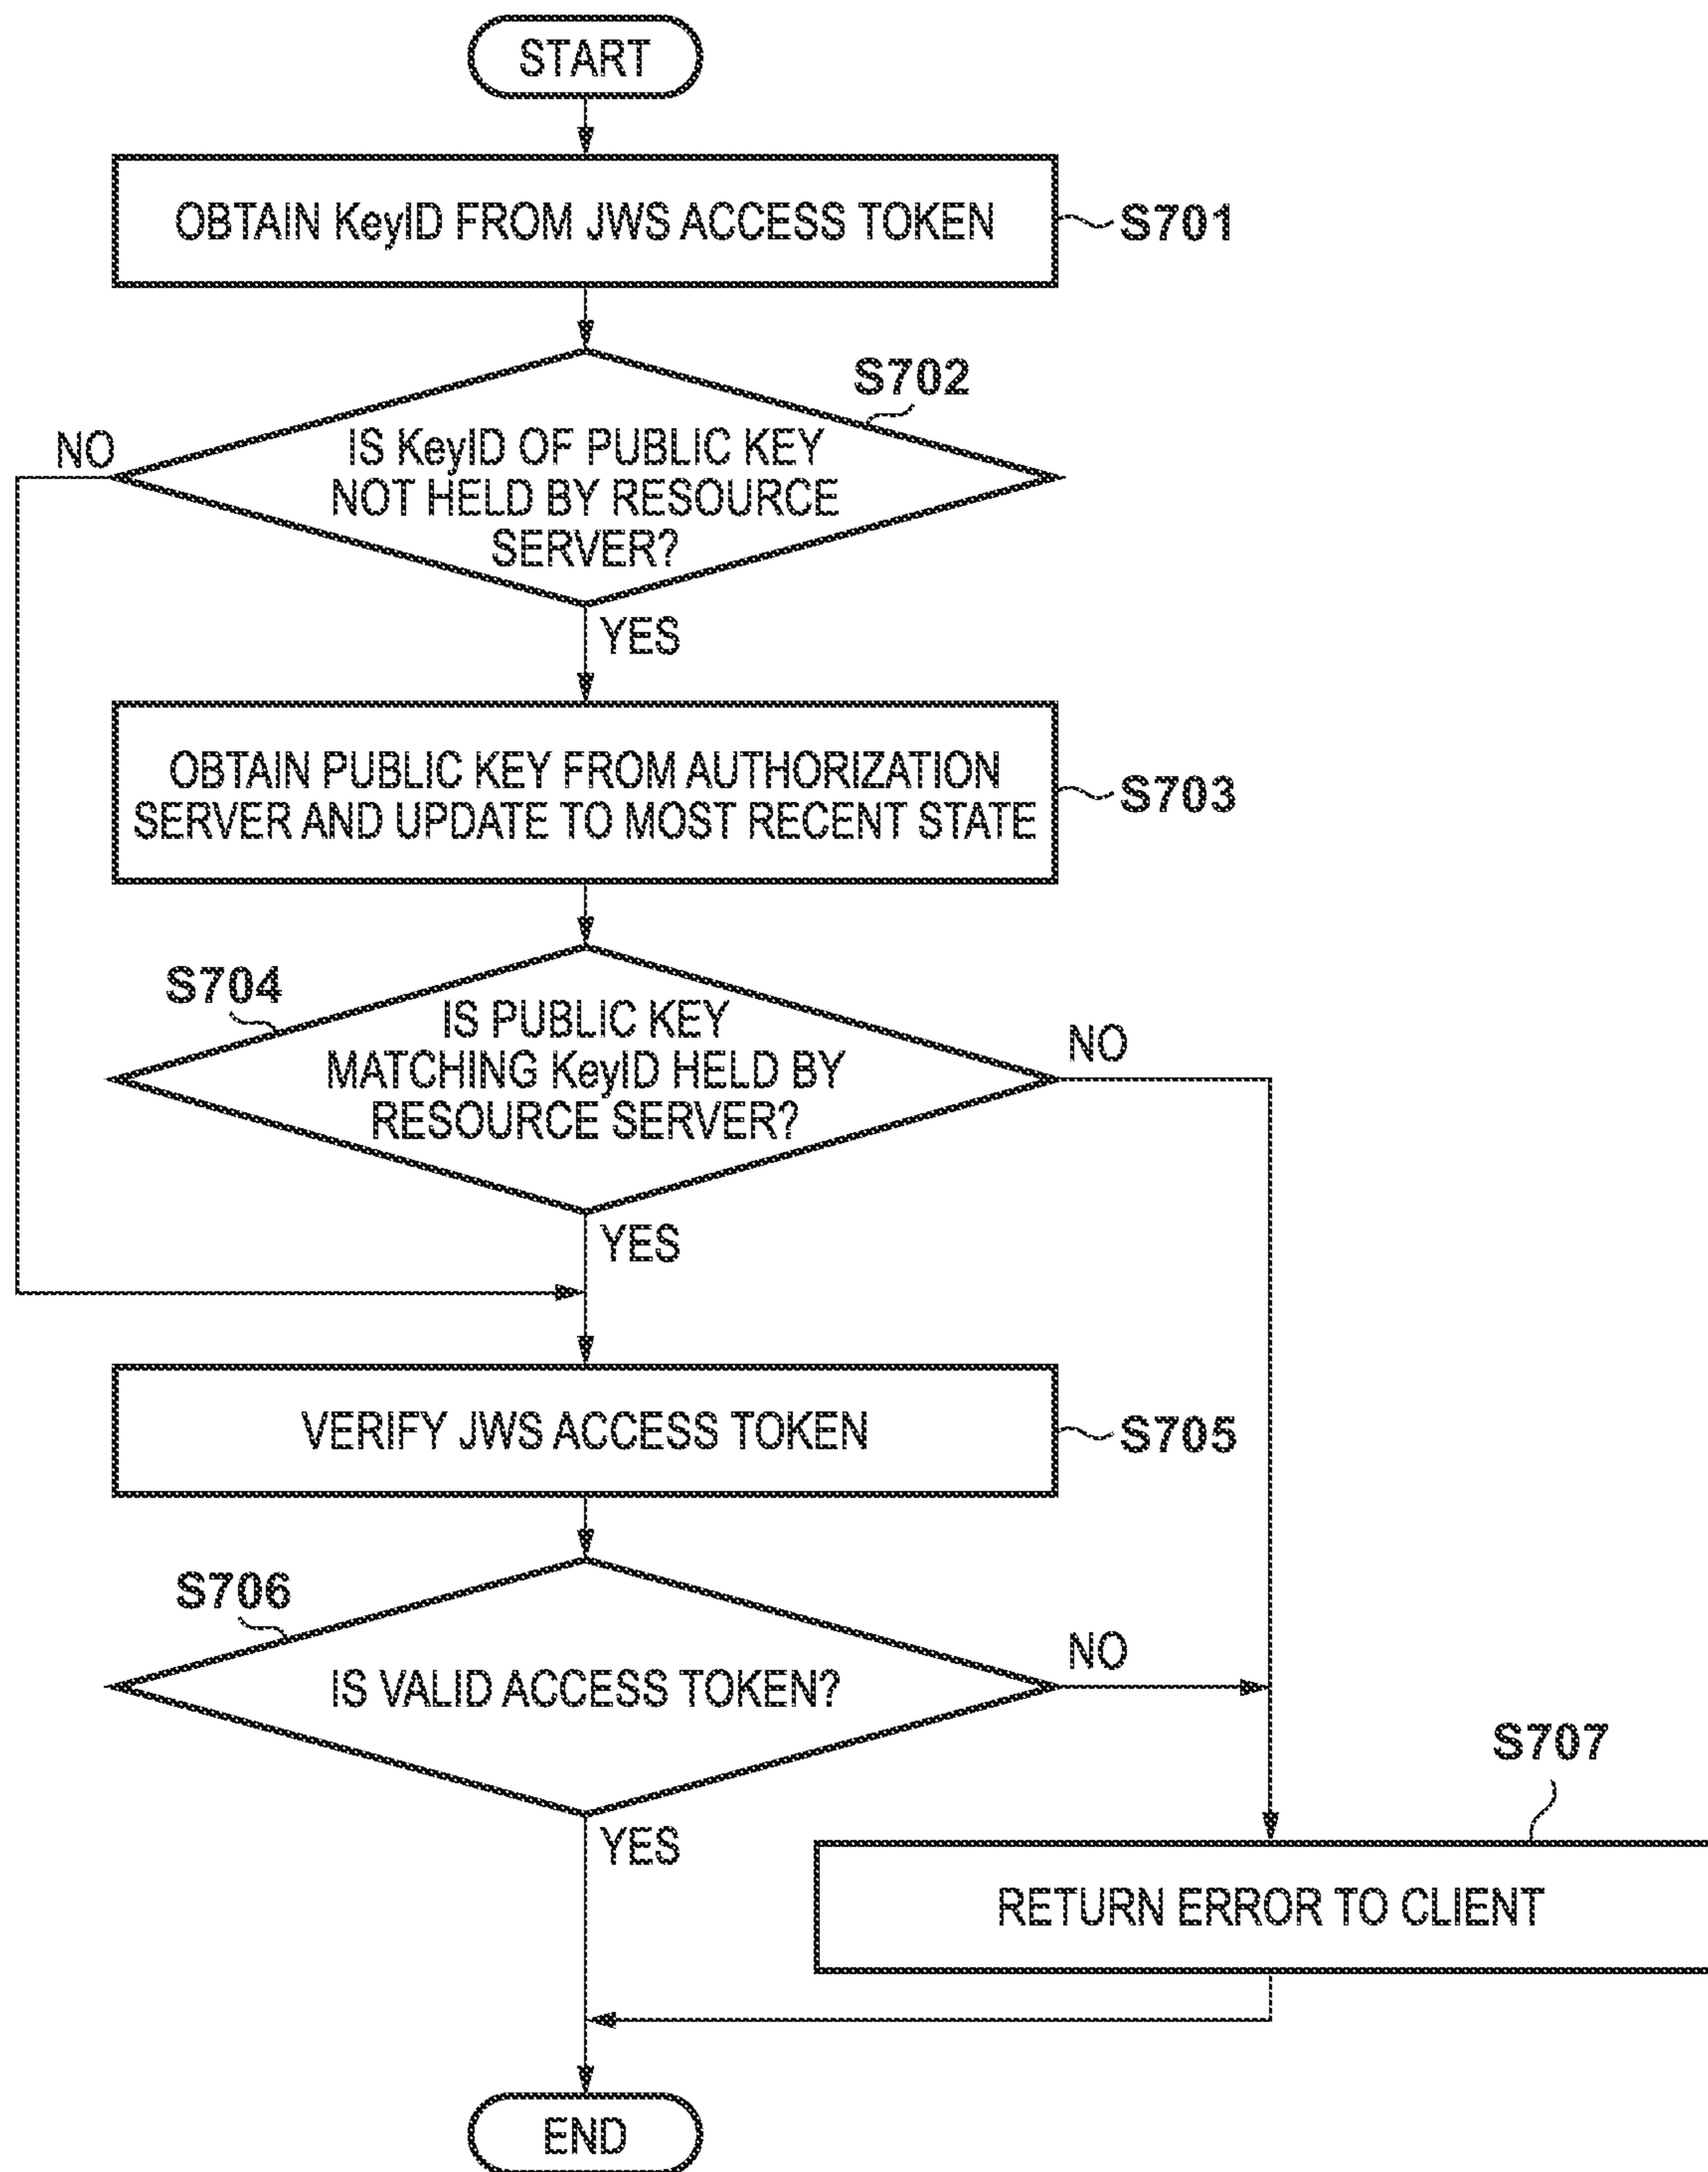 START
OBTAIN KeyID FROM JWS ACCESS TOKEN
S701
S702
NO
IS KeyID OF PUBLIC KEY
NOT HELD BY RESOURCE
SERVER?
YES
OBTAIN PUBLIC KEY FROM AUTHORIZATION
SERVER AND UPDATE TO MOST RECENT STATE
S703
S704
IS PUBLIC KEY
MATCHING KeyID HELD BY
RESOURCE SERVER?
NO
YES
VERIFY JWS ACCESS TOKEN
S705
S706
IS VALID ACCESS TOKEN?
NO
YES
S707
RETURN ERROR TO CLIENT
END